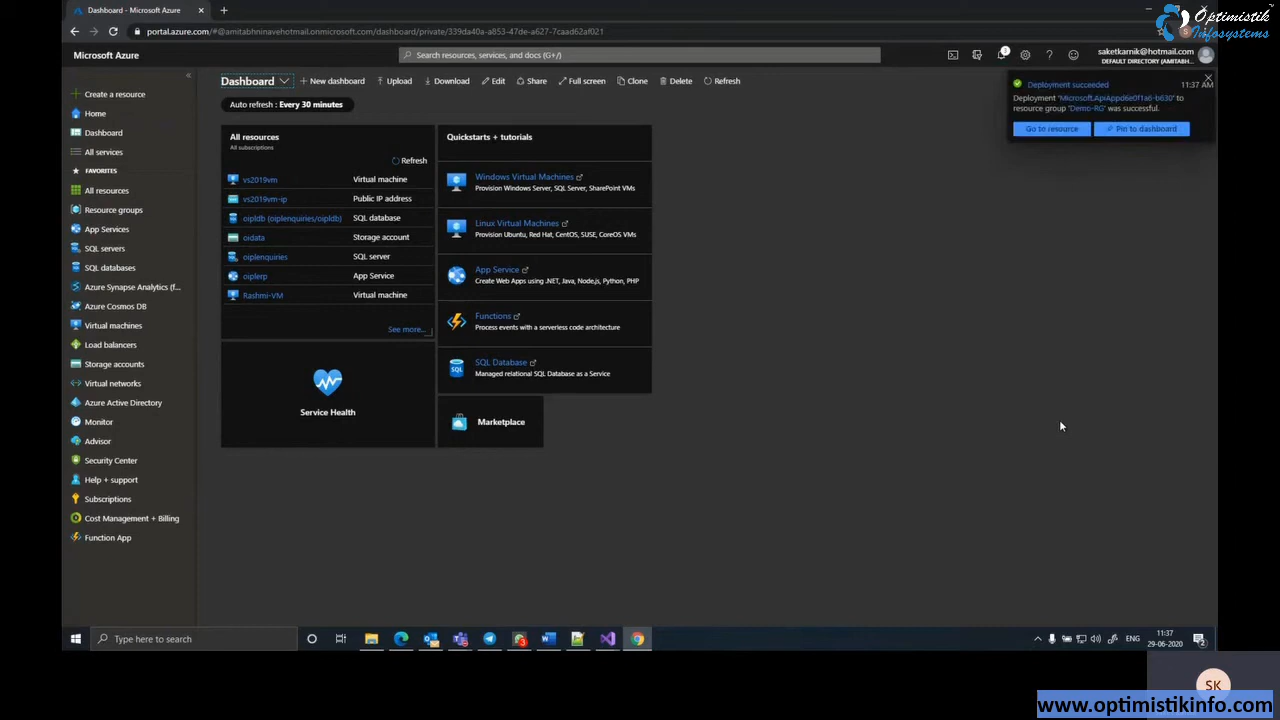 Dashboard - Microsoft Azure
Optimistik
Infosystems
portal.azure.com/#@amitabhninavehotmail.onmicrosoft.com/dashboard/private/339da40a-a853-47de-a627-7caad62af021
Microsoft Azure
Search resources, services, and docs (G+/)
saketkarnik@hotmail.com
DEFAULT DIRECTORY (AMITABH...
Create a resource
Home
Dashboard
All services
FAVORITES
All resources
Resource groups
App Services
SQL servers
SQL databases
Azure Synapse Analytics (f...
Azure Cosmos DB
Virtual machines
Load balancers
Storage accounts
Virtual networks
Azure Active Directory
Monitor
Advisor
Security Center
Help + support
Subscriptions
Cost Management + Billing
Function App
Dashboard
New dashboard
Upload
Download
Edit
Share
Full screen
Clone
Delete
Refresh
Auto refresh : Every 30 minutes
All resources
All subscriptions
Refresh
vs2019vm Virtual machine
vs2019vm-ip Public IP address
oipldb (oiplenquiries/oipldb) SQL database
oidata Storage account
oiplenquiries SQL server
oiplerp App Service
Rashmi-VM Virtual machine
See more...
Service Health
Quickstarts + tutorials
Windows Virtual Machines
Provision Windows Server, SQL Server, SharePoint VMs
Linux Virtual Machines
Provision Ubuntu, Red Hat, CentOS, SUSE, CoreOS VMs
App Service
Create Web Apps using .NET, Java, Node.js, Python, PHP
Functions
Process events with a serverless code architecture
SQL Database
Managed relational SQL Database as a Service
Marketplace
Deployment succeeded 11:37 AM
Deployment 'Microsoft.ApiAppd6e0f1a6-b630' to
resource group 'Demo-RG' was successful.
Go to resource
Pin to dashboard
Type here to search
ENG
11:37
29-06-2020
SK
www.optimistikinfo.com